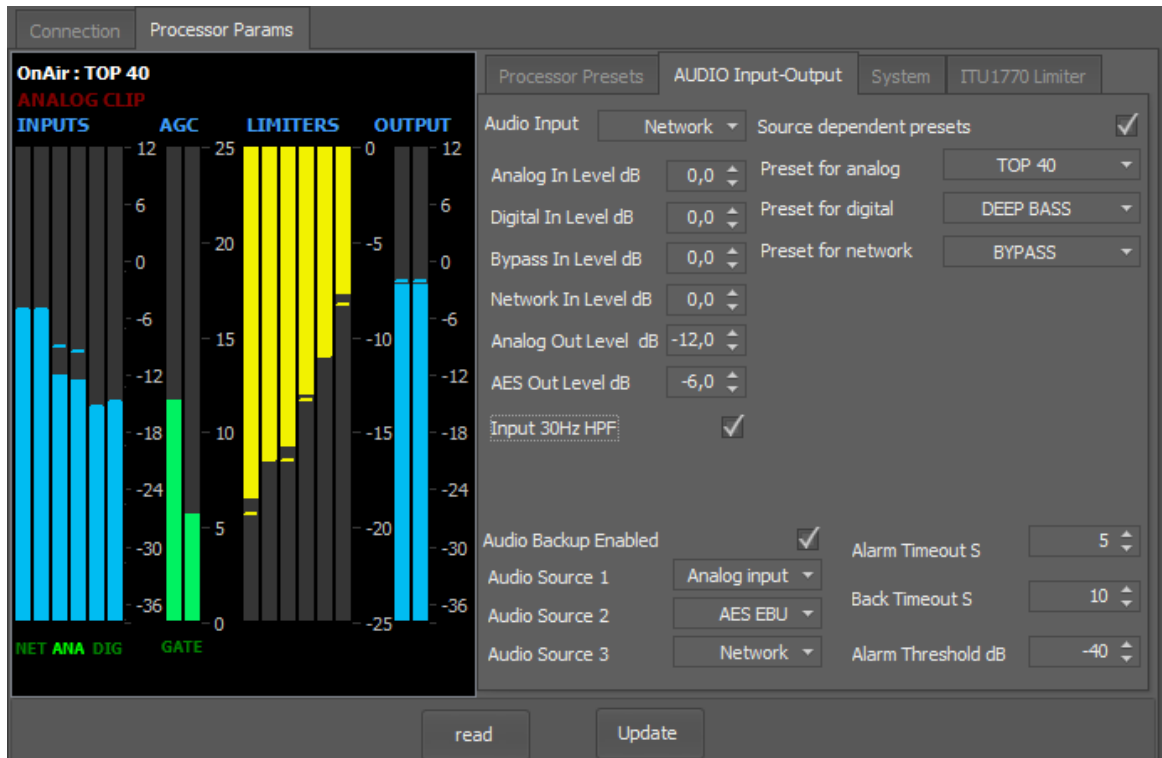 Connection Processor Params
OnAir : TOP 40
ANALOG CLIP
INPUTS AGC LIMITERS OUTPUT
12 25 0 12
6 6
20 -5
0 0
-6 -6
15 -10
-12 -12
-18 10 -15 -18
-24 -24
5 -20
-30 -30
-36 -36
0 -25
NET ANA DIG GATE
Processor Presets AUDIO Input-Output System ITU1770 Limiter
Audio Input Network Source dependent presets
Analog In Level dB 0,0 Preset for analog TOP 40
Digital In Level dB 0,0 Preset for digital DEEP BASS
Bypass In Level dB 0,0 Preset for network BYPASS
Network In Level dB 0,0
Analog Out Level dB -12,0
AES Out Level dB -6,0
Input 30Hz HPF
Audio Backup Enabled Alarm Timeout S 5
Audio Source 1 Analog input
Audio Source 2 AES EBU Back Timeout S 10
Audio Source 3 Network Alarm Threshold dB -40
read Update